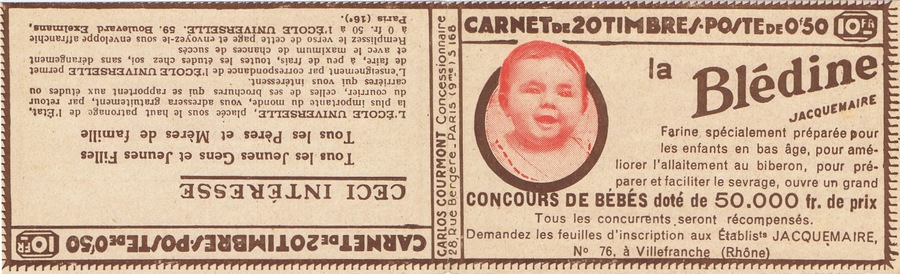 CARNET DE 20 TIMBRES-POSTE DE 0'50 10 FR
la Blédine
JACQUEMAIRE
Farine spécialement préparée pour
les enfants en bas âge, pour amé-
liorer l'allaitement au biberon, pour pré-
parer et faciliter le sevrage, ouvre un grand
CONCOURS DE BÉBÉS doté de 50.000 fr. de prix
Tous les concurrents seront récompensés.
Demandez les feuilles d'inscription aux Établists JACQUEMAIRE,
No 76, à Villefranche (Rhône)
CARLOS COURMONT Concessionnaire
28, Rue Bergère - PARIS (9me) S 168
CARNET DE 20 TIMBRES-POSTE DE 0'50 10 FR
CECI INTÉRESSE
Tous les Jeunes Gens et Jeunes Filles
Tous les Pères et Mères de famille
L'ÉCOLE UNIVERSELLE, placée sous le haut patronage de l'État,
la plus importante du monde, vous adressera gratuitement, par retour
du courrier, celles de ses brochures qui se rapportent aux études ou
carrières qui vous intéressent.
L'enseignement par correspondance de l'ÉCOLE UNIVERSELLE permet
de faire, à peu de frais, toutes les études chez soi, sans dérangement
et avec le maximum de chances de succès
Remplissez le verso de cette page et envoyez-le sous enveloppe affranchie
à 0 fr. 50 à l'ÉCOLE UNIVERSELLE, 59, Boulevard Exelmans,
Paris (16e).